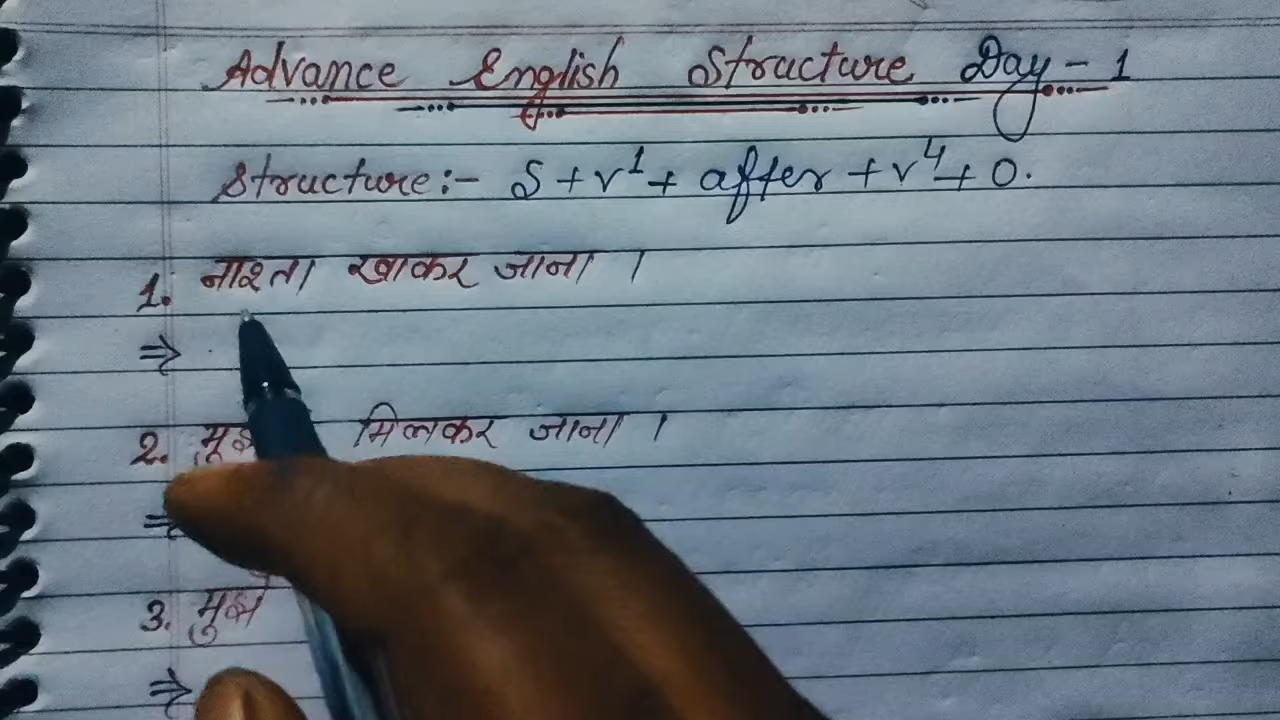 Advance English Structure Day-1
Structure:- S+v¹+ after +v⁴+ O.
1. नाश्ता खाकर जाना ।
⇒
2. मिलकर जाना ।
⇒
3.
⇒